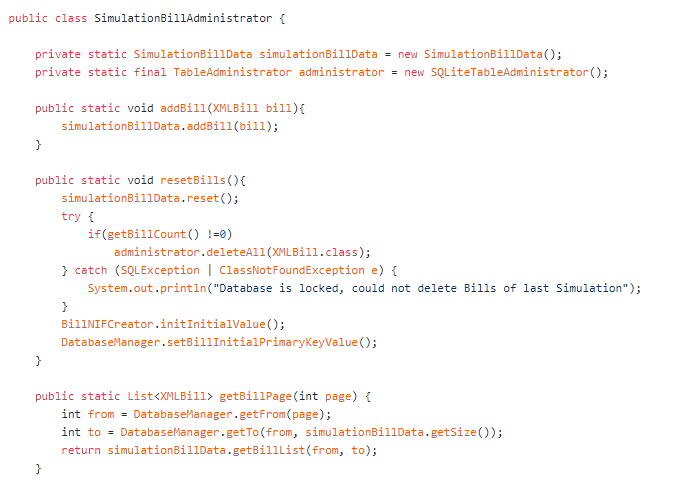 public class SimulationBillAdministrator {
private static SimulationBillData simulationBillData = new SimulationBillData();
private static final TableAdministrator administrator = new SQLiteTableAdministrator();
public static void addBill(XMLBill bill){
simulationBillData.addBill(bill);
}
public static void resetBills(){
simulationBillData.reset();
try {
if(getBillCount() !=0)
administrator.deleteAll(XMLBill.class);
} catch (SQLException | ClassNotFoundException e) {
System.out.println("Database is locked, could not delete Bills of last Simulation");
}
BillNIFCreator.initInitialValue();
DatabaseManager.setBillInitialPrimaryKeyValue();
}
public static List<XMLBill> getBillPage(int page) {
int from = DatabaseManager.getFrom(page);
int to = DatabaseManager.getTo(from, simulationBillData.getSize());
return simulationBillData.getBillList(from, to);
}